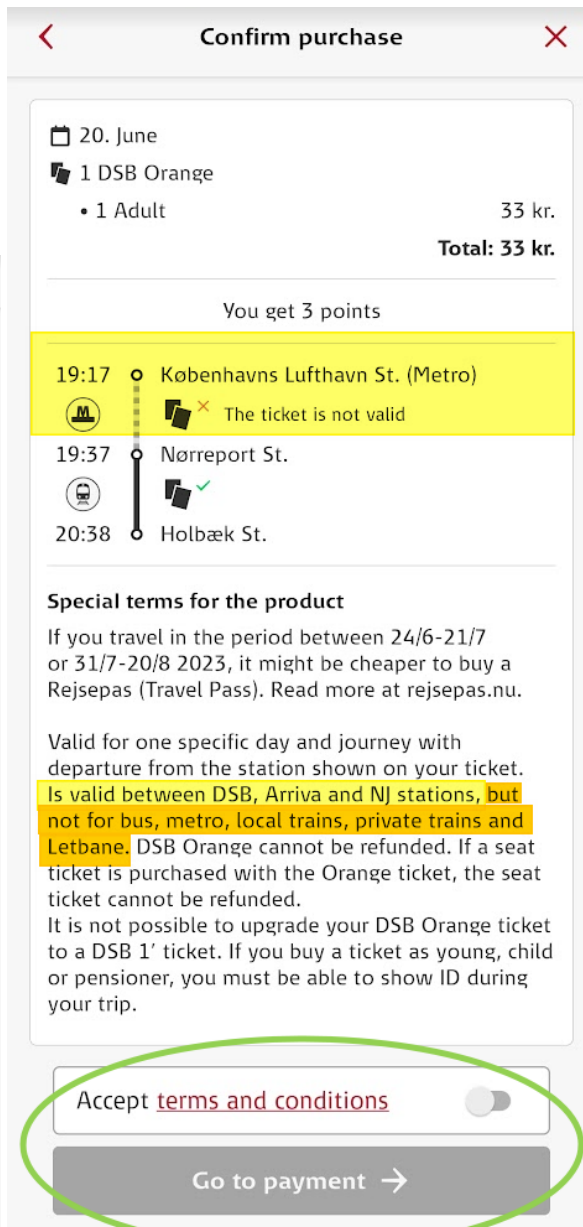 Confirm purchase
20. June
1 DSB Orange
• 1 Adult 33 kr.
Total: 33 kr.
You get 3 points
19:17 Københavns Lufthavn St. (Metro)
M The ticket is not valid
19:37 Nørreport St.
20:38 Holbæk St.
Special terms for the product
If you travel in the period between 24/6-21/7
or 31/7-20/8 2023, it might be cheaper to buy a
Rejsepas (Travel Pass). Read more at rejsepas.nu.
Valid for one specific day and journey with
departure from the station shown on your ticket.
Is valid between DSB, Arriva and NJ stations, but
not for bus, metro, local trains, private trains and
Letbane. DSB Orange cannot be refunded. If a seat
ticket is purchased with the Orange ticket, the seat
ticket cannot be refunded.
It is not possible to upgrade your DSB Orange ticket
to a DSB 1' ticket. If you buy a ticket as young, child
or pensioner, you must be able to show ID during
your trip.
Accept terms and conditions
Go to payment →